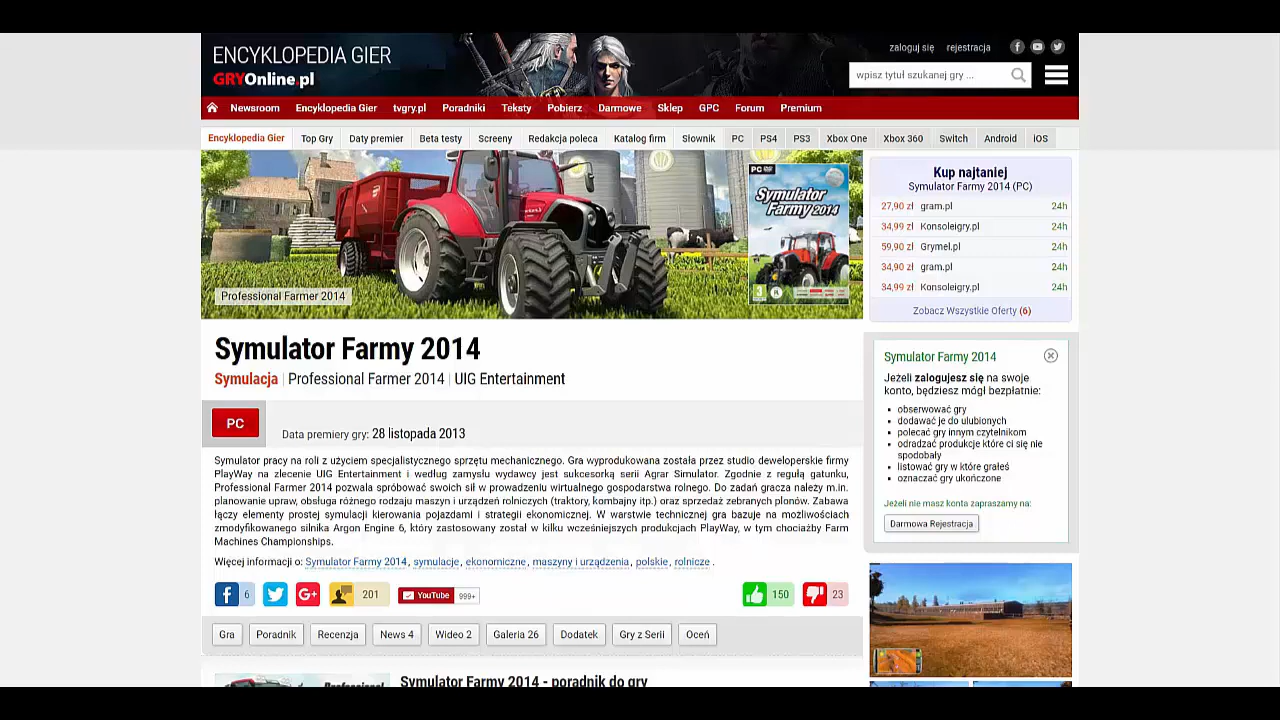 ENCYKLOPEDIA GIER
GRYOnline.pl
zaloguj się rejestracja
wpisz tytuł szukanej gry ...
Newsroom Encyklopedia Gier tvgry.pl Poradniki Teksty Pobierz Darmowe Sklep GPC Forum Premium
Encyklopedia Gier Top Gry Daty premier Beta testy Screeny Redakcja poleca Katalog firm Słownik PC PS4 PS3 Xbox One Xbox 360 Switch Android iOS
PC DVD
Symulator
Farmy 2014
3
Professional Farmer 2014
Kup najtaniej
Symulator Farmy 2014 (PC)
27,90 zł gram.pl 24h
34,99 zł Konsoleigry.pl 24h
59,90 zł Grymel.pl 24h
34,90 zł gram.pl 24h
34,99 zł Konsoleigry.pl 24h
Zobacz Wszystkie Oferty (6)
Symulator Farmy 2014
Symulacja | Professional Farmer 2014 | UIG Entertainment
PC
Data premiery gry: 28 listopada 2013
Symulator pracy na roli z użyciem specjalistycznego sprzętu mechanicznego. Gra wyprodukowana została przez studio deweloperskie firmy
PlayWay na zlecenie UIG Entertainment i według zamysłu wydawcy jest sukcesorką serii Agrar Simulator. Zgodnie z regułą gatunku,
Professional Farmer 2014 pozwala spróbować swoich sił w prowadzeniu wirtualnego gospodarstwa rolnego. Do zadań gracza należy m.in.
planowanie upraw, obsługa różnego rodzaju maszyn i urządzeń rolniczych (traktory, kombajny itp.) oraz sprzedaż zebranych plonów. Zabawa
łączy elementy prostej symulacji kierowania pojazdami i strategii ekonomicznej. W warstwie technicznej gra bazuje na możliwościach
zmodyfikowanego silnika Argon Engine 6, który zastosowany został w kilku wcześniejszych produkcjach PlayWay, w tym chociażby Farm
Machines Championships.
Więcej informacji o: Symulator Farmy 2014, symulacje, ekonomiczne, maszyny i urządzenia, polskie, rolnicze .
6 G+ 201 YouTube 999+ 150 23
Gra Poradnik Recenzja News 4 Wideo 2 Galeria 26 Dodatek Gry z Serii Oceń
Professional
Symulator Farmy 2014 - poradnik do gry
Symulator Farmy 2014
Jeżeli zalogujesz się na swoje
konto, będziesz mógł bezpłatnie:
obserwować gry
dodawać je do ulubionych
polecać gry innym czytelnikom
odradzać produkcje które ci się nie
spodobały
listować gry w które grałeś
oznaczać gry ukończone
Jeżeli nie masz konta zapraszamy na:
Darmowa Rejestracja